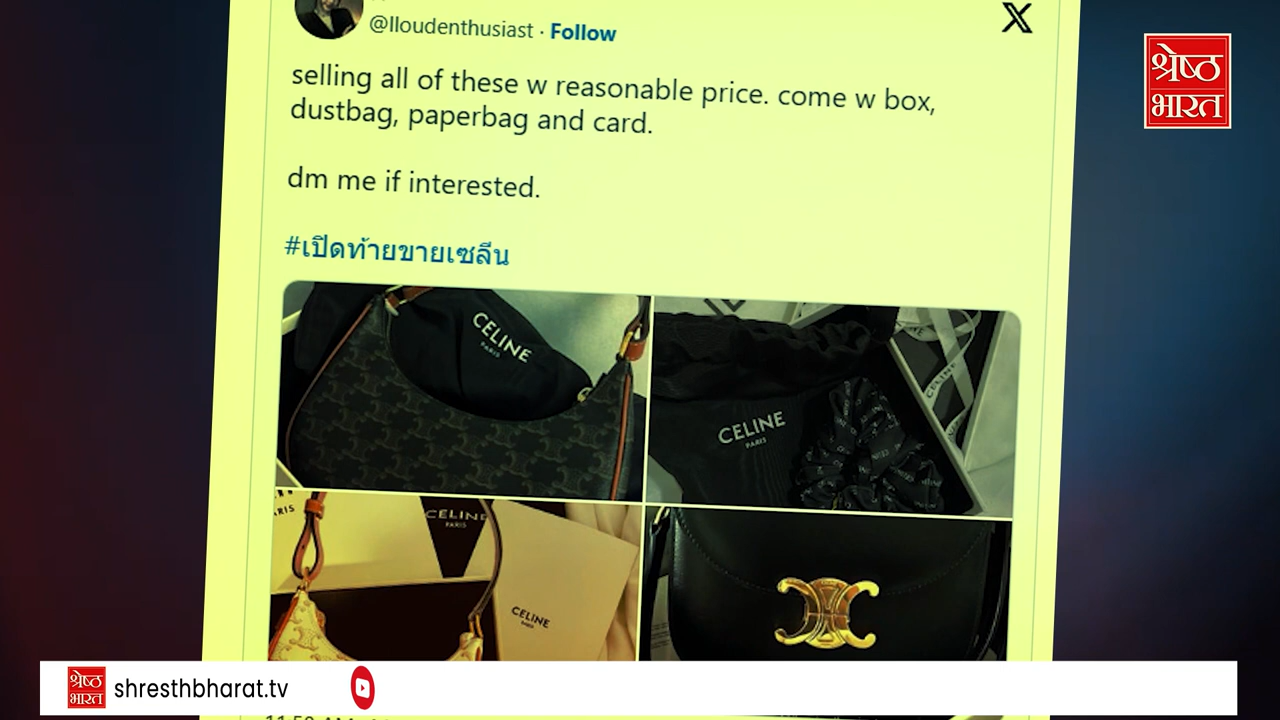 @lloudenthusiast · Follow
X
श्रेष्ठ
भारत
selling all of these w reasonable price. come w box,
dustbag, paperbag and card.
dm me if interested.
#เปิดท้ายขายเซลีน
CELINE
PARIS
CELINE
PARIS
CELINE
CELINE
PARIS
CELINE
PARIS
श्रेष्ठ
भारत
shresthbharat.tv